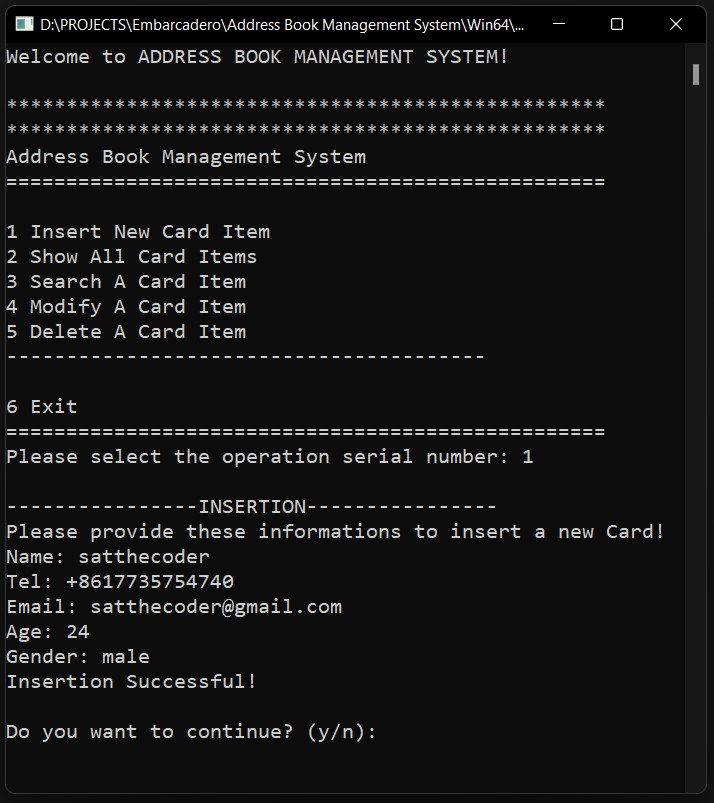 D:\PROJECTS\Embarcadero\Address Book Management System\Win64\...
Welcome to ADDRESS BOOK MANAGEMENT SYSTEM!
**************************************************
**************************************************
Address Book Management System
==================================================
1 Insert New Card Item
2 Show All Card Items
3 Search A Card Item
4 Modify A Card Item
5 Delete A Card Item
----------------------------------------
6 Exit
==================================================
Please select the operation serial number: 1
----------------INSERTION----------------
Please provide these informations to insert a new Card!
Name: satthecoder
Tel: +8617735754740
Email: satthecoder@gmail.com
Age: 24
Gender: male
Insertion Successful!
Do you want to continue? (y/n):